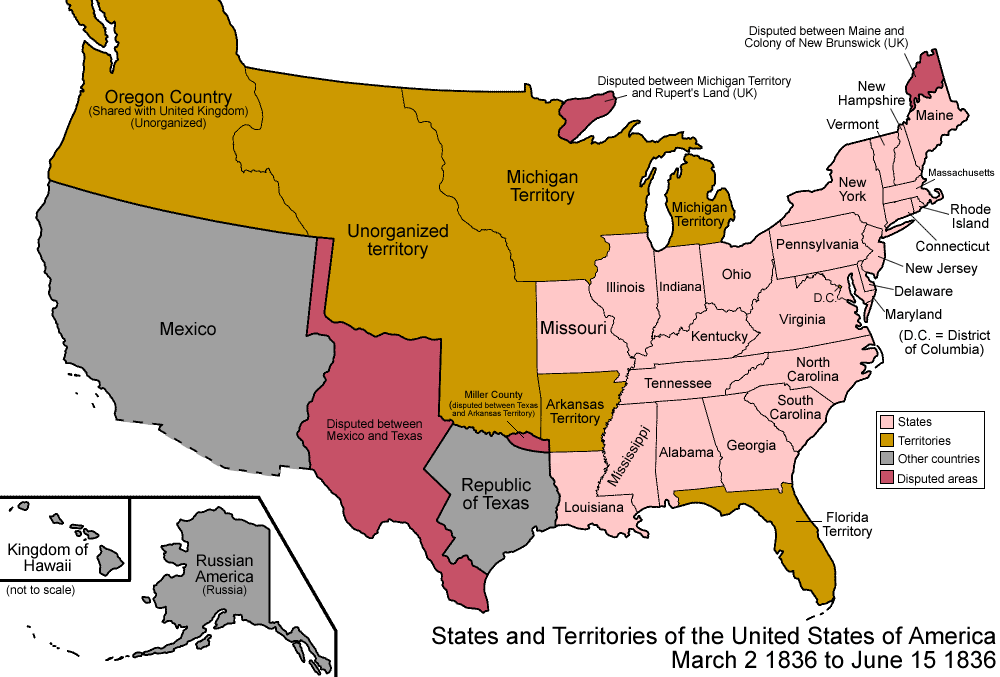 Disputed between Maine and
Colony of New Brunswick (UK)
Disputed between Michigan Territory
and Rupert's Land (UK)
Oregon Country
(Shared with United Kingdom)
(Unorganized)
New
Hampshire
Vermont
Maine
Massachusetts
Michigan
Territory
Michigan
Territory
New
York
Rhode
Island
Connecticut
Unorganized
territory
Pennsylvania
New Jersey
Ohio
Illinois
Indiana
Delaware
D.C.
Maryland
Mexico
Missouri
Virginia
(D.C. = District
of Columbia)
Kentucky
North
Carolina
Tennessee
Miller County
(disputed between Texas
and Arkansas Territory)
Arkansas
Territory
South
Carolina
Disputed between
Mexico and Texas
Mississippi
Alabama
Georgia
States
Territories
Other countries
Disputed areas
Republic
of Texas
Louisiana
Florida
Territory
Kingdom of
Hawaii
(not to scale)
Russian
America
(Russia)
States and Territories of the United States of America
March 2 1836 to June 15 1836